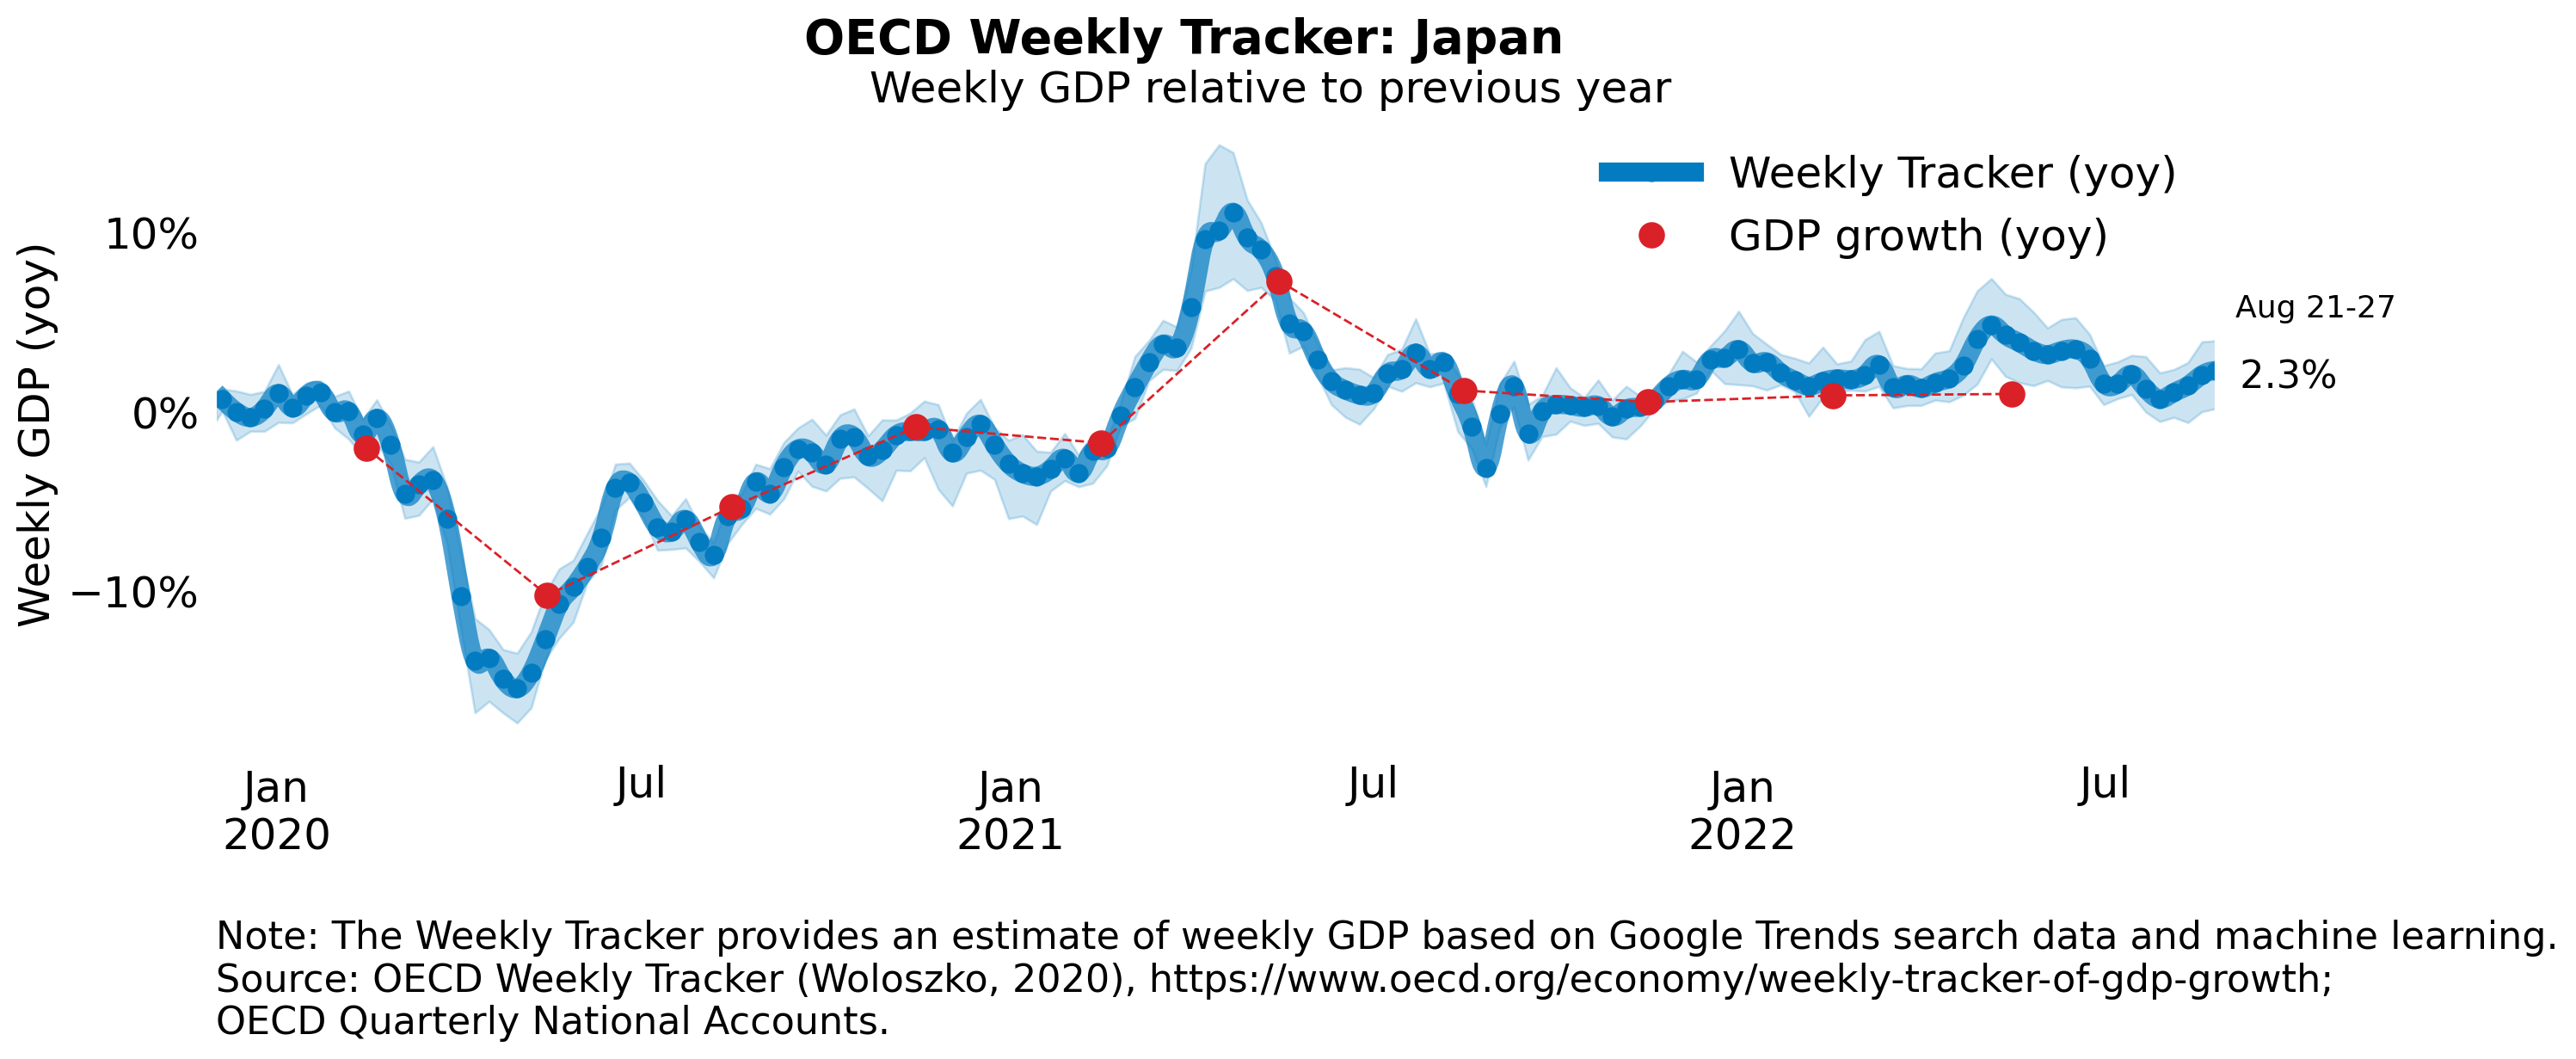 OECD Weekly Tracker: Japan
Weekly GDP relative to previous year
Weekly Tracker (yoy)
GDP growth (yoy)
Weekly GDP (yoy)
10%
0%
−10%
Aug 21-27
2.3%
Jan
2020
Jul
Jan
2021
Jul
Jan
2022
Jul
Note: The Weekly Tracker provides an estimate of weekly GDP based on Google Trends search data and machine learning.
Source: OECD Weekly Tracker (Woloszko, 2020), https://www.oecd.org/economy/weekly-tracker-of-gdp-growth;
OECD Quarterly National Accounts.